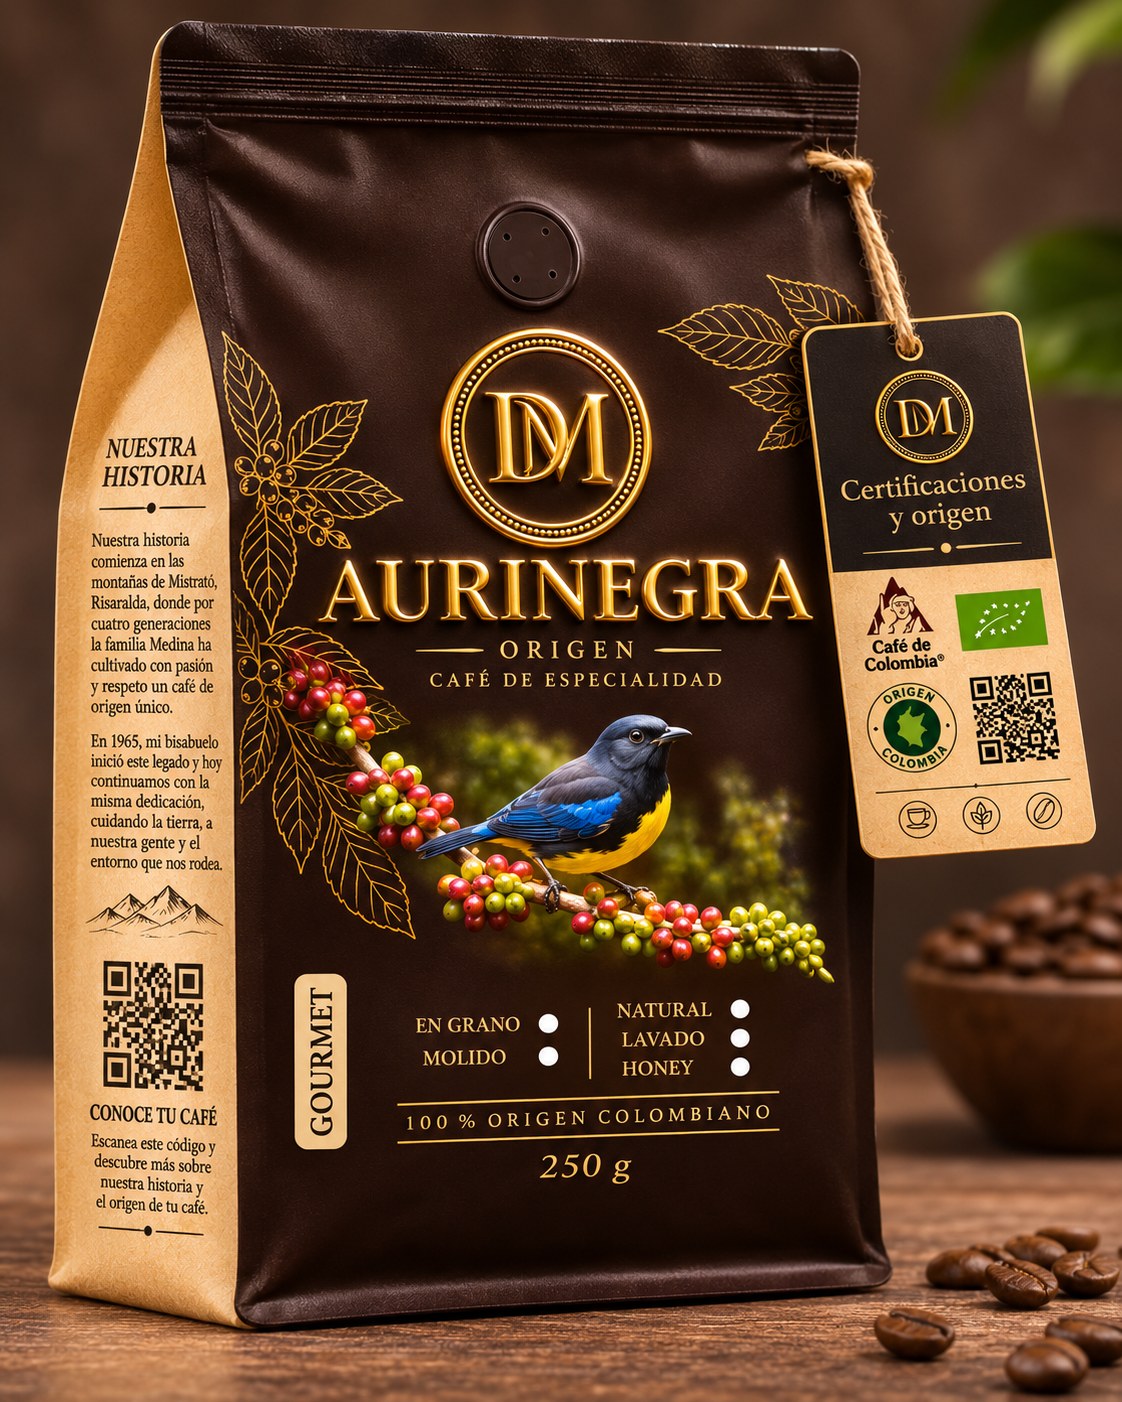 NUESTRA
HISTORIA
Nuestra historia
comienza en las
montañas de Mistrató,
Risaralda, donde por
cuatro generaciones
la familia Medina ha
cultivado con pasión
y respeto un café de
origen único.
En 1965, mi bisabuelo
inició este legado y hoy
continuamos con la
misma dedicación,
cuidando la tierra, a
nuestra gente y el
entorno que nos rodea.
CONOCE TU CAFÉ
Escanea este código y
descubre más sobre
nuestra historia y
el origen de tu café.
DM
AURINEGRA
ORIGEN
CAFÉ DE ESPECIALIDAD
GOURMET
EN GRANO
MOLIDO
NATURAL
LAVADO
HONEY
100 % ORIGEN COLOMBIANO
250 g
DM
Certificaciones
y origen
Café de
Colombia®
ORIGEN
COLOMBIA